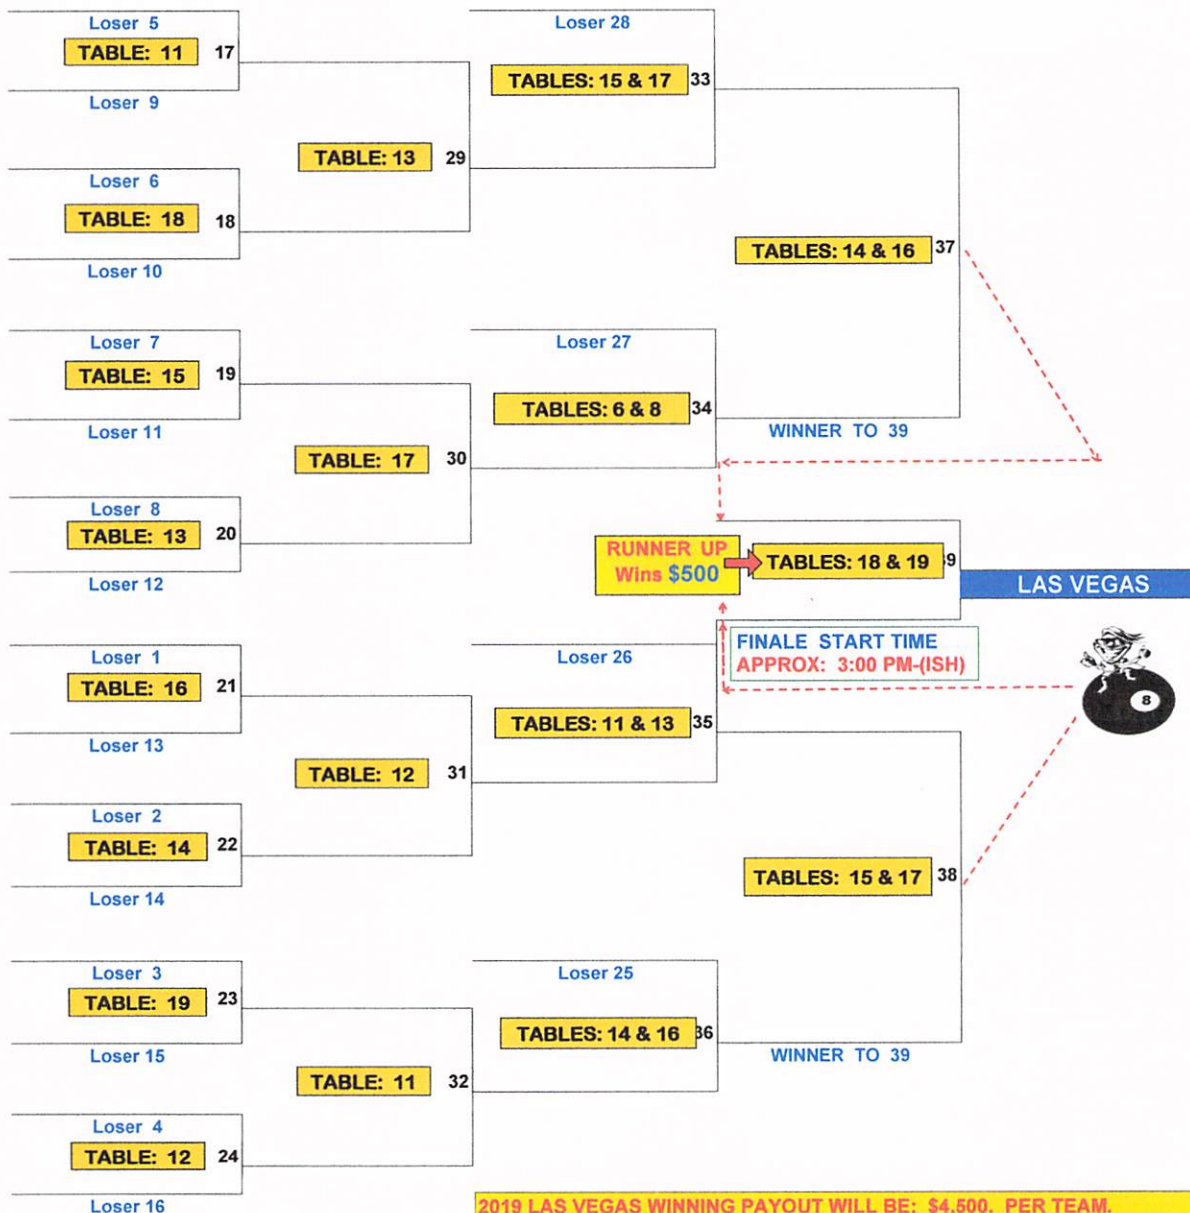 Loser 5
TABLE: 11 17
Loser 9
Loser 6
TABLE: 18 18
Loser 10
TABLE: 13 29
Loser 28
TABLES: 15 & 17 33
Loser 7
TABLE: 15 19
Loser 11
Loser 8
TABLE: 13 20
Loser 12
TABLE: 17 30
Loser 27
TABLES: 6 & 8 34
TABLES: 14 & 16 37
WINNER TO 39
RUNNER UP
Wins $500
TABLES: 18 & 19 39
LAS VEGAS
FINALE START TIME
APPROX: 3:00 PM-(ISH)
8
Loser 1
TABLE: 16 21
Loser 13
Loser 2
TABLE: 14 22
Loser 14
TABLE: 12 31
Loser 26
TABLES: 11 & 13 35
Loser 3
TABLE: 19 23
Loser 15
Loser 4
TABLE: 12 24
Loser 16
TABLE: 11 32
Loser 25
TABLES: 14 & 16 36
TABLES: 15 & 17 38
WINNER TO 39
2019 LAS VEGAS WINNING PAYOUT WILL BE: $4,500. PER TEAM.